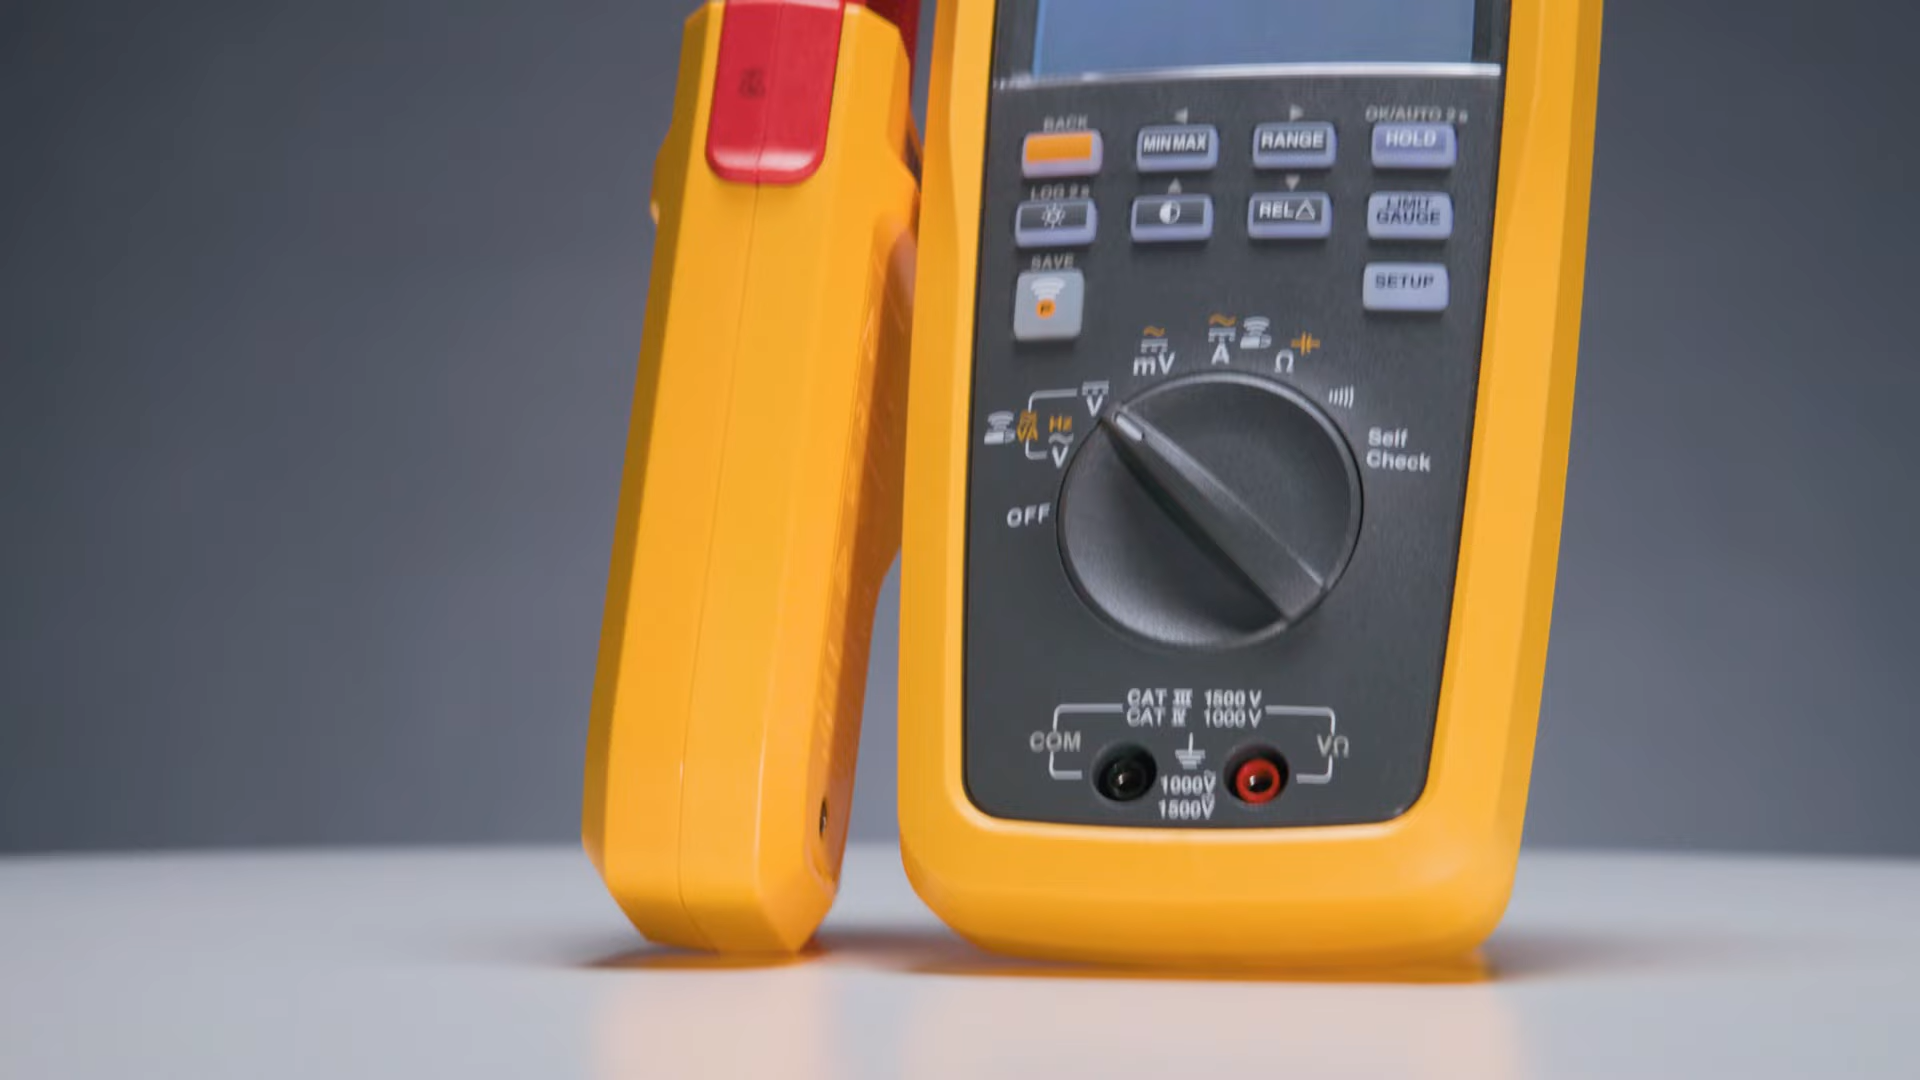 BACK
OK/AUTO 2 s
MIN MAX
RANGE
HOLD
LOG 2 s
REL△
LIMIT
GAUGE
SAVE
F
SETUP
mV
A
Ω
V
VA
Hz
V
Self
Check
OFF
CAT III 1500 V
CAT IV 1000 V
COM
VΩ
1000V
1500V